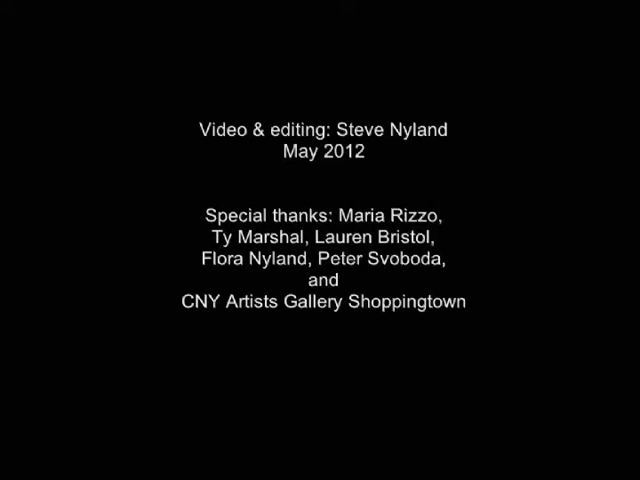 Video & editing: Steve Nyland
May 2012
Special thanks: Maria Rizzo,
Ty Marshal, Lauren Bristol,
Flora Nyland, Peter Svoboda,
and
CNY Artists Gallery Shoppingtown